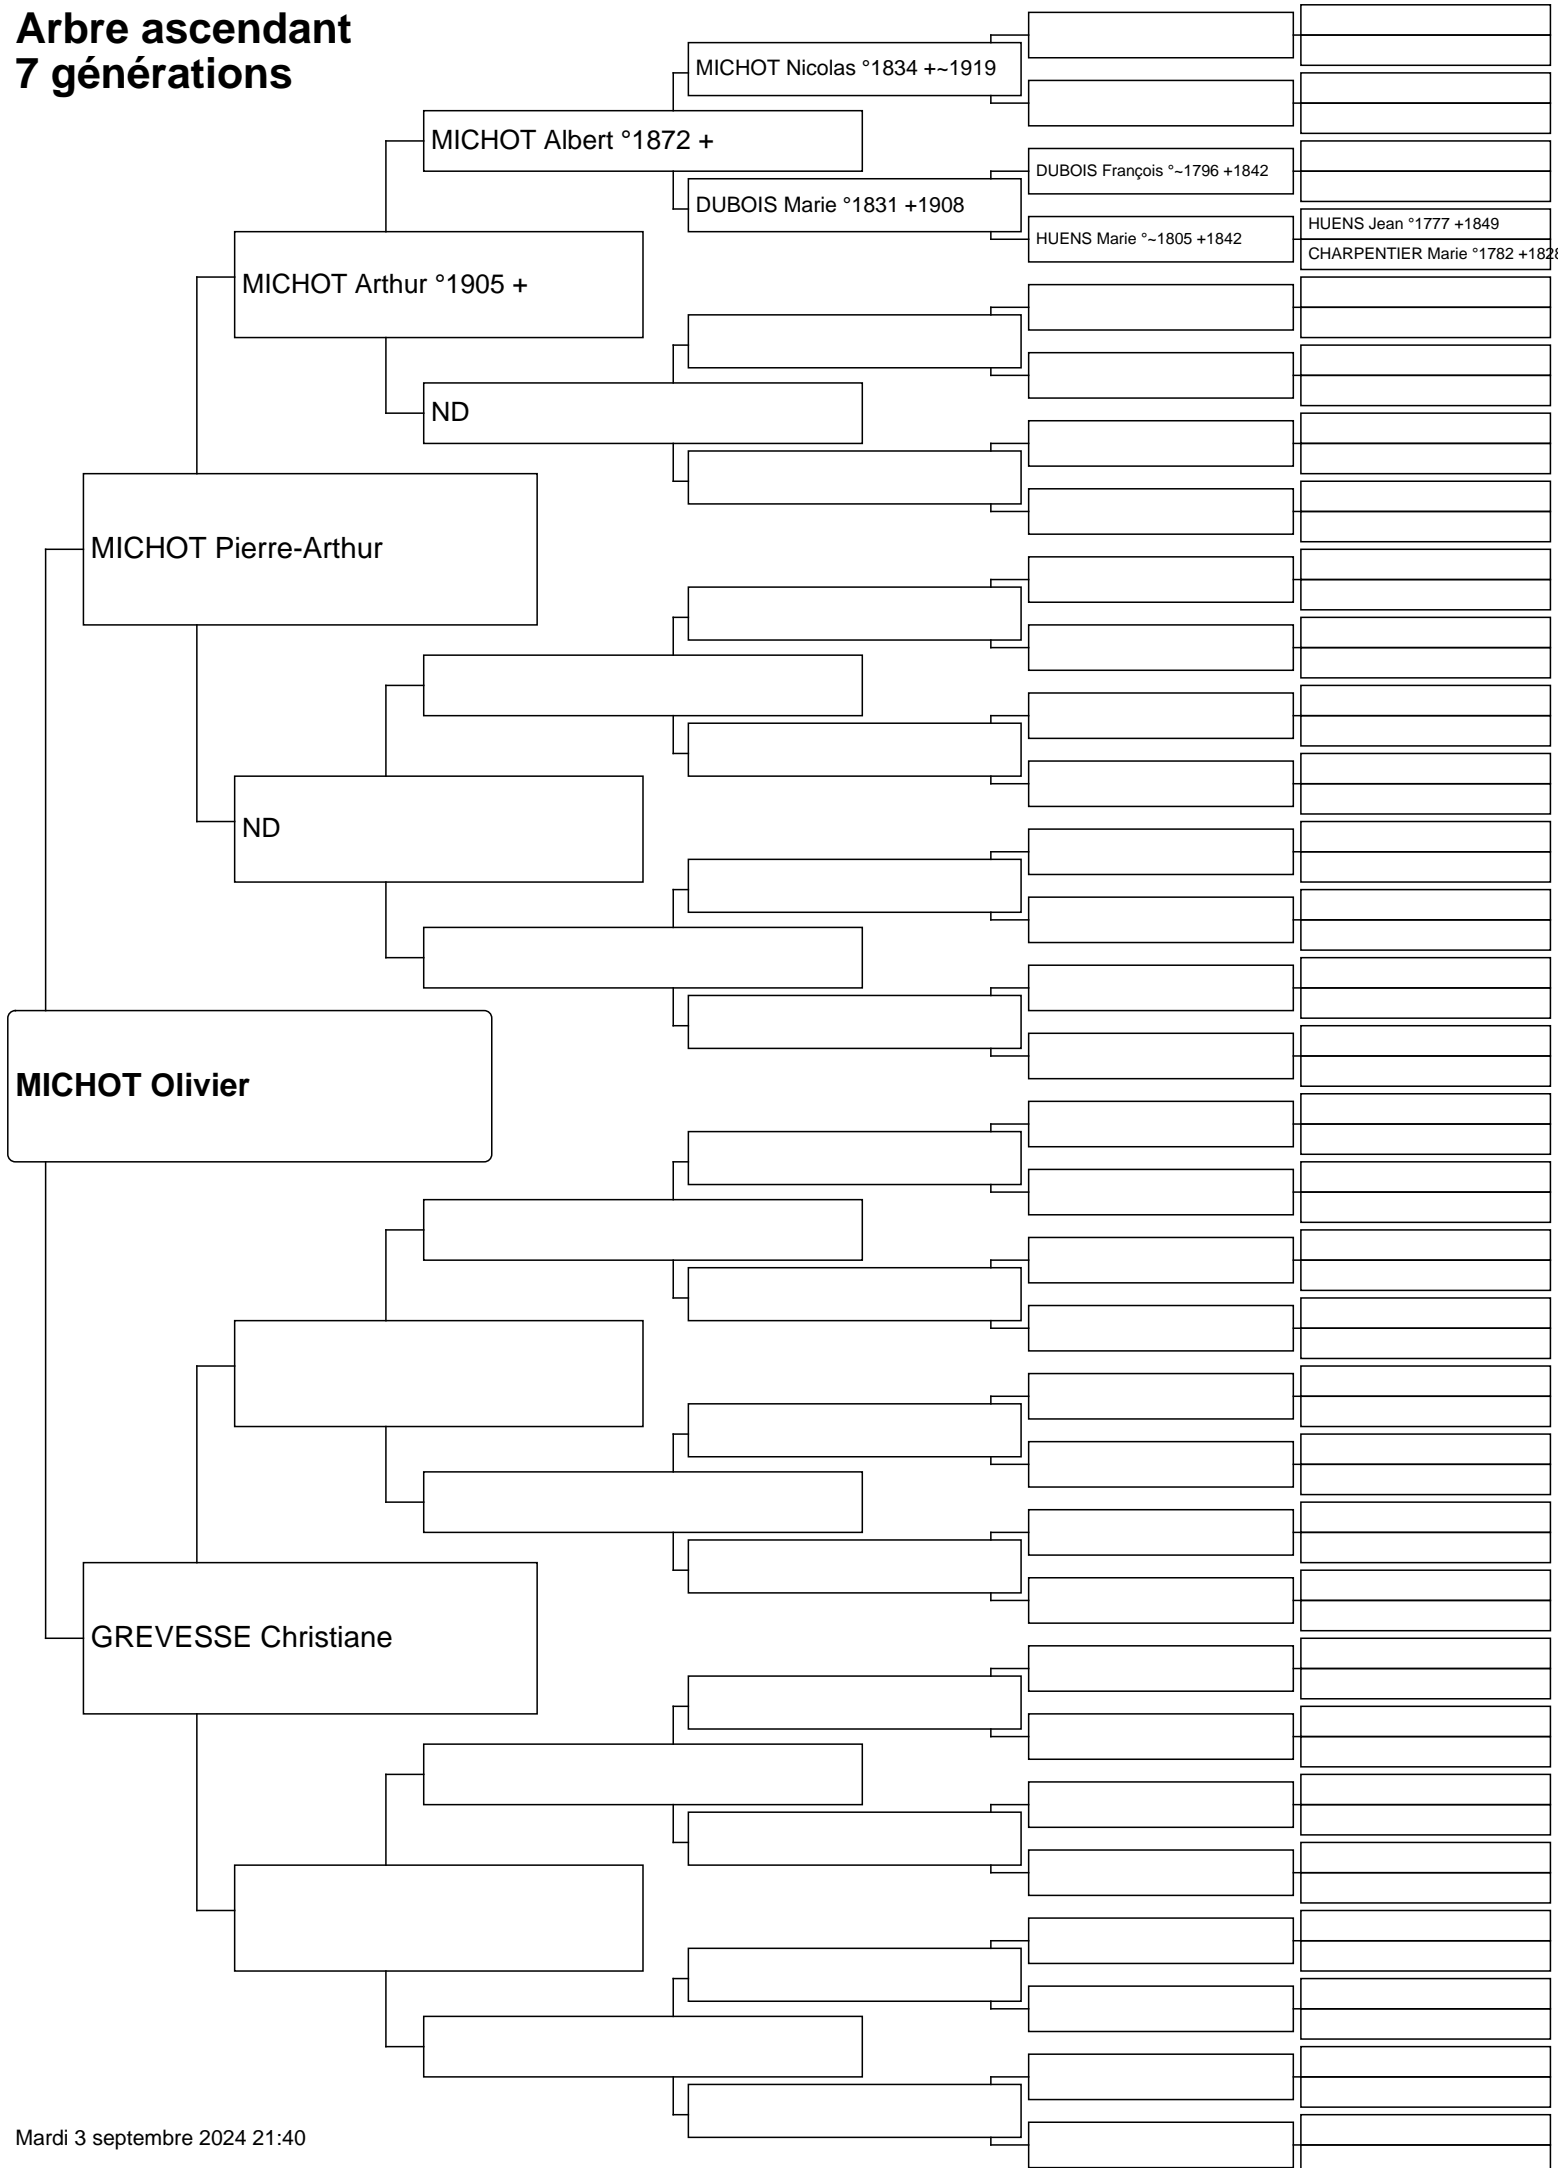 Arbre ascendant
7 générations
MICHOT Nicolas °1834 +~1919
MICHOT Albert °1872 +
DUBOIS François °~1796 +1842
DUBOIS Marie °1831 +1908
HUENS Jean °1777 +1849
HUENS Marie °~1805 +1842
CHARPENTIER Marie °1782 +1828
MICHOT Arthur °1905 +
ND
MICHOT Pierre-Arthur
ND
MICHOT Olivier
GREVESSE Christiane
Mardi 3 septembre 2024 21:40